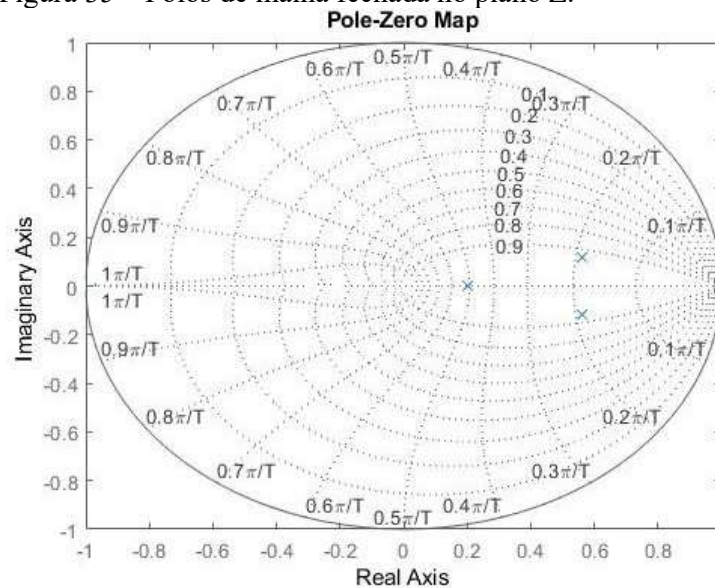 Figura 35 – Polos de malha fechada no plano Z.
Pole-Zero Map
Imaginary Axis
1
0.8
0.6
0.4
0.2
0
-0.2
-0.4
-0.6
-0.8
-1
0.5π/T
0.6π/T
0.4π/T
0.7π/T
0.1
0.3π/T
0.2
0.8π/T
0.3
0.2π/T
0.4
0.5
0.6
0.9π/T
0.7
0.1π/T
0.8
0.9
1π/T
1π/T
0.9π/T
0.1π/T
0.8π/T
0.2π/T
0.7π/T
0.3π/T
0.6π/T
0.4π/T
0.5π/T
-1 -0.8 -0.6 -0.4 -0.2 0 0.2 0.4 0.6 0.8
Real Axis